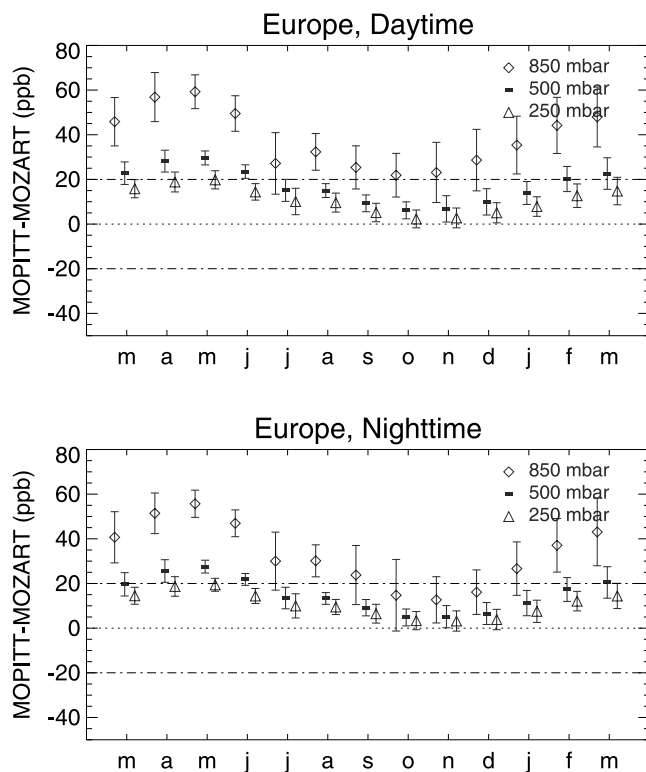 Europe, Daytime
80
60
40
20
0
-20
-40
MOPITT-MOZART (ppb)
850 mbar
500 mbar
250 mbar
m a m j j a s o n d j f m
Europe, Nighttime
80
60
40
20
0
-20
-40
MOPITT-MOZART (ppb)
850 mbar
500 mbar
250 mbar
m a m j j a s o n d j f m